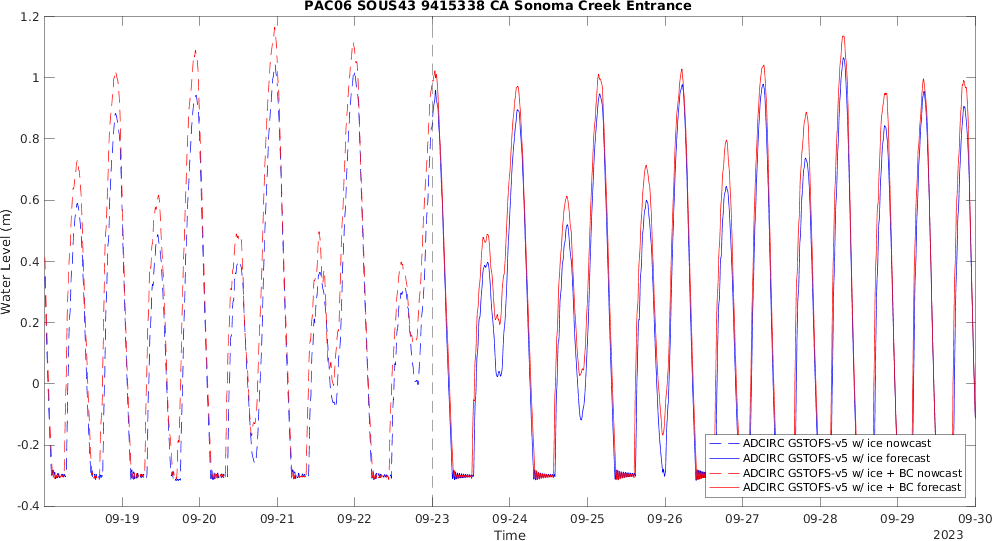 PAC06 SOUS43 9415338 CA Sonoma Creek Entrance
Water Level (m)
1.2
1
0.8
0.6
0.4
0.2
0
-0.2
-0.4
ADCIRC GSTOFS-v5 w/ ice nowcast
ADCIRC GSTOFS-v5 w/ ice forecast
ADCIRC GSTOFS-v5 w/ ice + BC nowcast
ADCIRC GSTOFS-v5 w/ ice + BC forecast
09-19 09-20 09-21 09-22 09-23 09-24 09-25 09-26 09-27 09-28 09-29 09-30
Time
2023